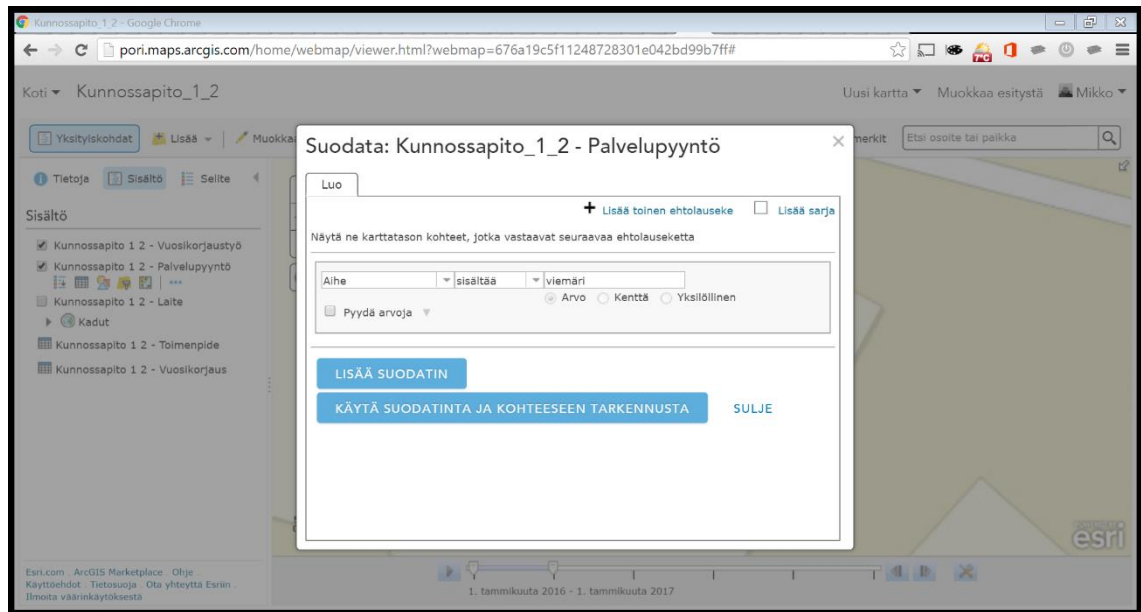 Kunnossapito_1_2 - Google Chrome
pori.maps.arcgis.com/home/webmap/viewer.html?webmap=676a19c5f11248728301e042bd99b7ff#
7°C
Koti Kunnossapito_1_2 Uusi kartta Muokkaa esitystä Mikko
Yksityiskohdat Lisää Muokka merkit Etsi osoite tai paikka
Tietoja Sisältö Selite
Sisältö
Kunnossapito 1 2 - Vuosikorjaustyö
Kunnossapito 1 2 - Palvelupyyntö
Kunnossapito 1 2 - Laite
Kadut
Kunnossapito 1 2 - Toimenpide
Kunnossapito 1 2 - Vuosikorjaus
Suodata: Kunnossapito_1_2 - Palvelupyyntö
Luo
Lisää toinen ehtolauseke Lisää sarja
Näytä ne karttatason kohteet, jotka vastaavat seuraavaa ehtolauseketta
Aihe sisältää viemäri
Arvo Kenttä Yksilöllinen
Pyydä arvoja
LISÄÄ SUODATIN
KÄYTÄ SUODATINTA JA KOHTEESEEN TARKENNUSTA SULJE
esri
Esri.com . ArcGIS Marketplace . Ohje .
Käyttöehdot . Tietosuoja . Ota yhteyttä Esriin .
Ilmoita väärinkäytöksestä
1. tammikuuta 2016 - 1. tammikuuta 2017